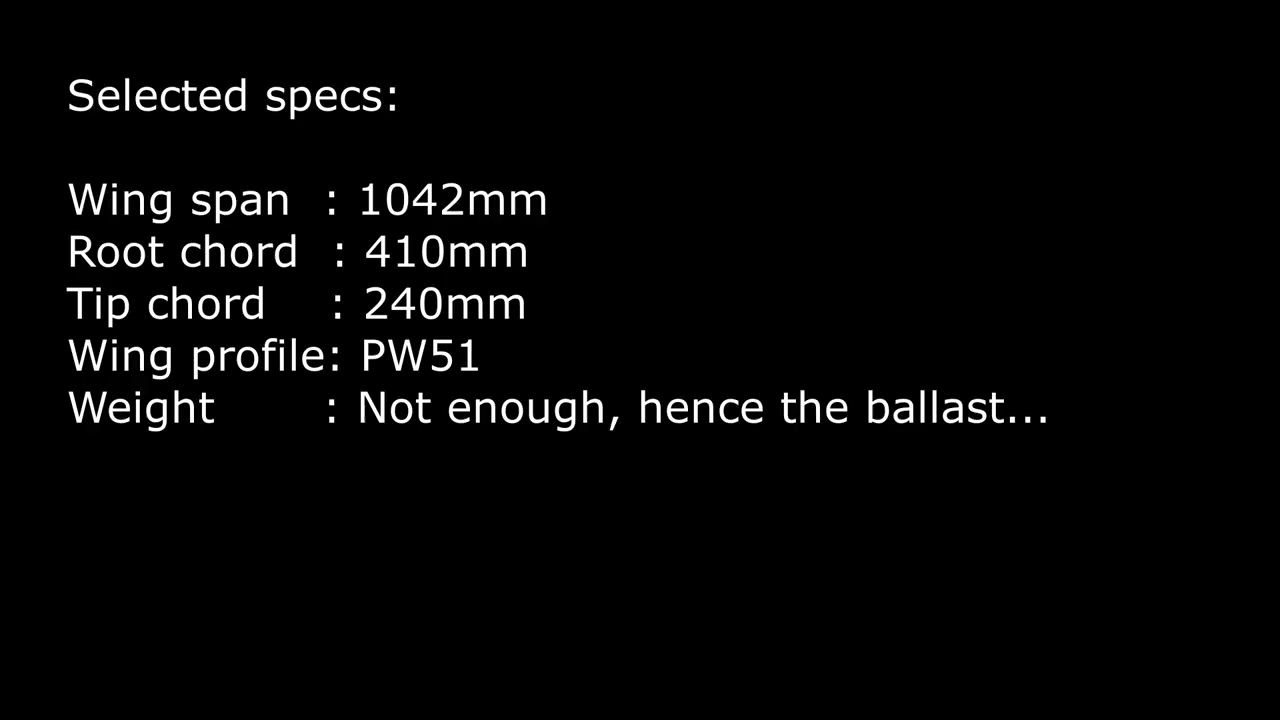 Selected specs:
Wing span : 1042mm
Root chord : 410mm
Tip chord : 240mm
Wing profile: PW51
Weight : Not enough, hence the ballast...